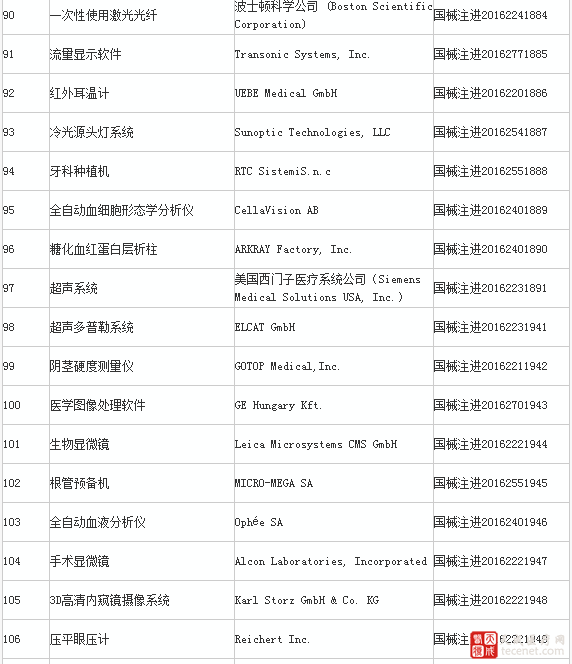 90 一次性使用激光光纤 波士顿科学公司 (Boston Scientific Corporation) 国械注进20162241884
91 流量显示软件 Transonic Systems, Inc. 国械注进20162771885
92 红外耳温计 UEBE Medical GmbH 国械注进20162201886
93 冷光源头灯系统 Sunoptic Technologies, LLC 国械注进20162541887
94 牙科种植机 RTC SistemiS.n.c 国械注进20162551888
95 全自动血细胞形态学分析仪 CellaVision AB 国械注进20162401889
96 糖化血红蛋白层析柱 ARKRAY Factory, Inc. 国械注进20162401890
97 超声系统 美国西门子医疗系统公司 (Siemens Medical Solutions USA, Inc.) 国械注进20162231891
98 超声多普勒系统 ELCAT GmbH 国械注进20162231941
99 阴茎硬度测量仪 GOTOP Medical,Inc. 国械注进20162211942
100 医学图像处理软件 GE Hungary Kft. 国械注进20162701943
101 生物显微镜 Leica Microsystems CMS GmbH 国械注进20162221944
102 根管预备机 MICRO-MEGA SA 国械注进20162551945
103 全自动血液分析仪 Ophée SA 国械注进20162401946
104 手术显微镜 Alcon Laboratories, Incorporated 国械注进20162221947
105 3D高清内窥镜摄像系统 Karl Storz GmbH & Co. KG 国械注进20162221948
106 压平眼压计 Reichert Inc. 国械 2221949
tecenet.com